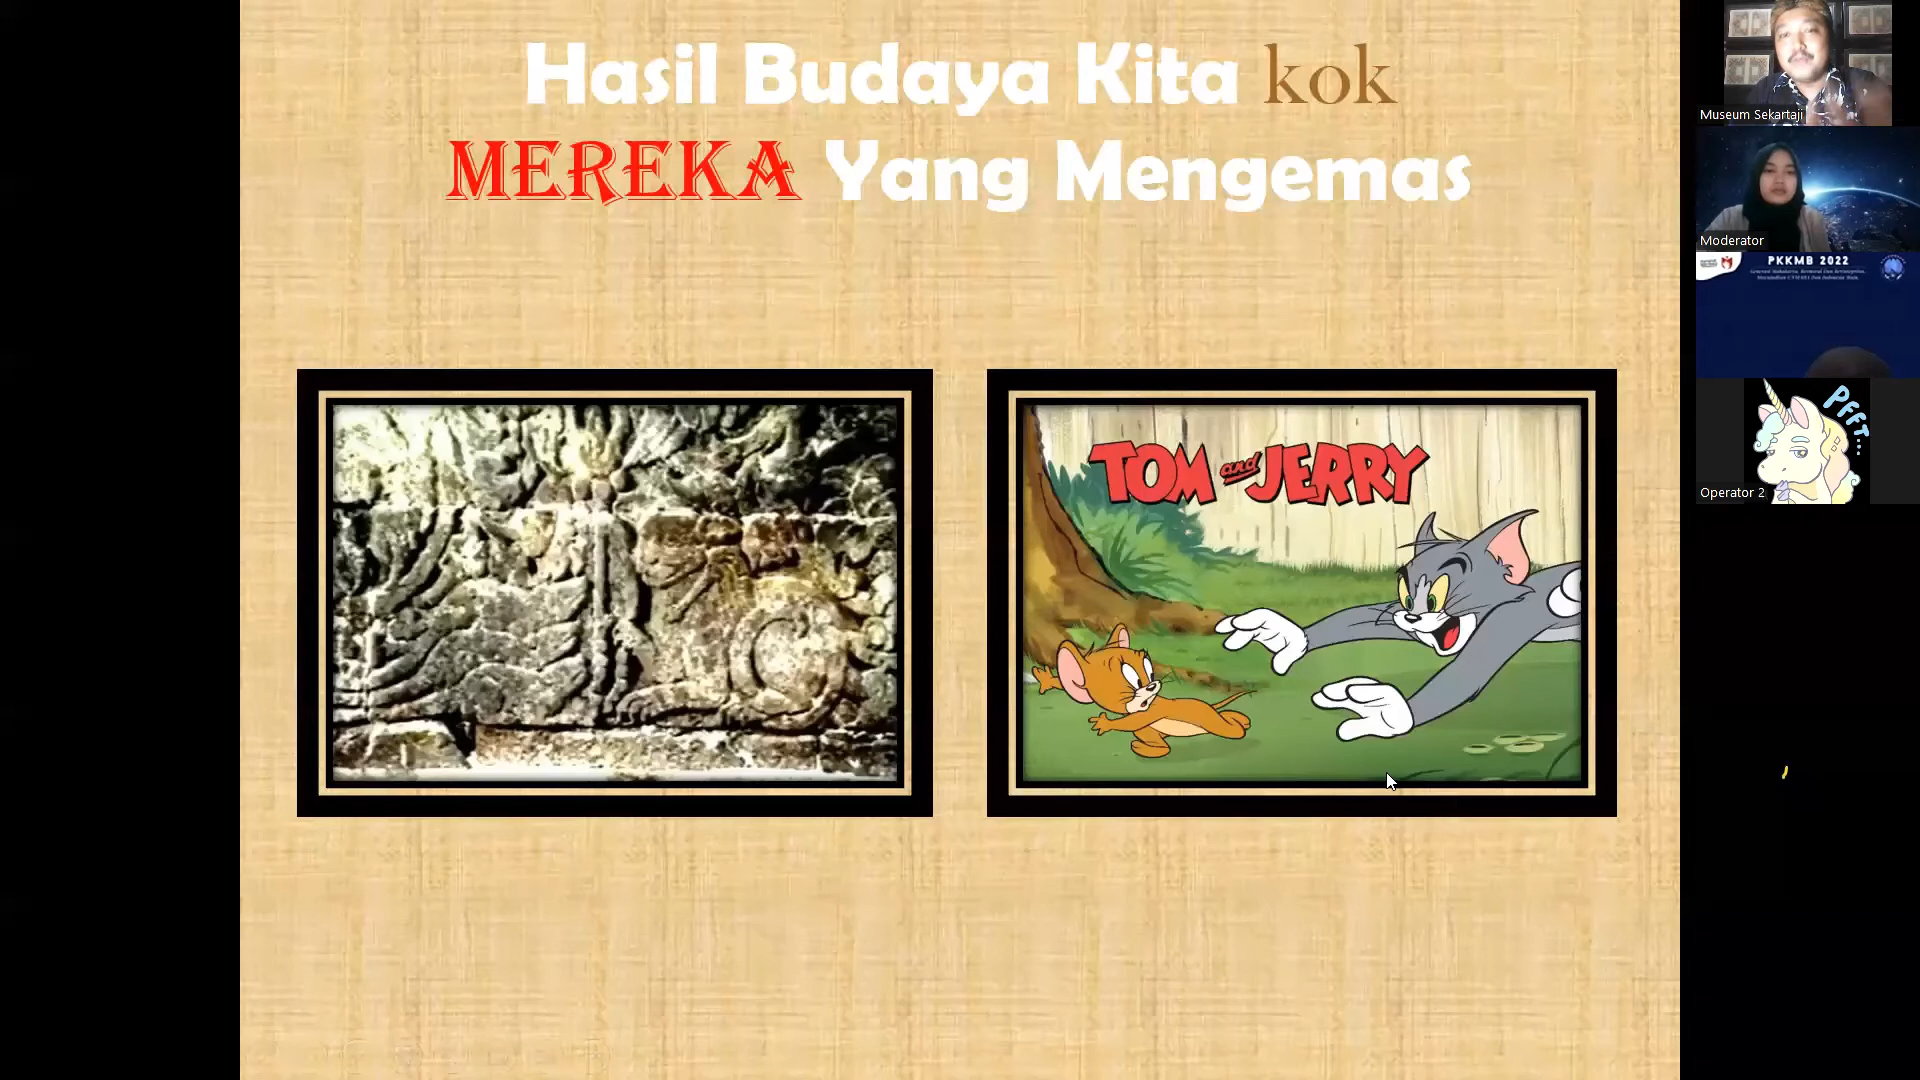 Hasil Budaya Kita kok
MEREKA Yang Mengemas
TOM and JERRY
Museum Sekartaji
Moderator
PKKMB 2022
PFFT...
Operator 2